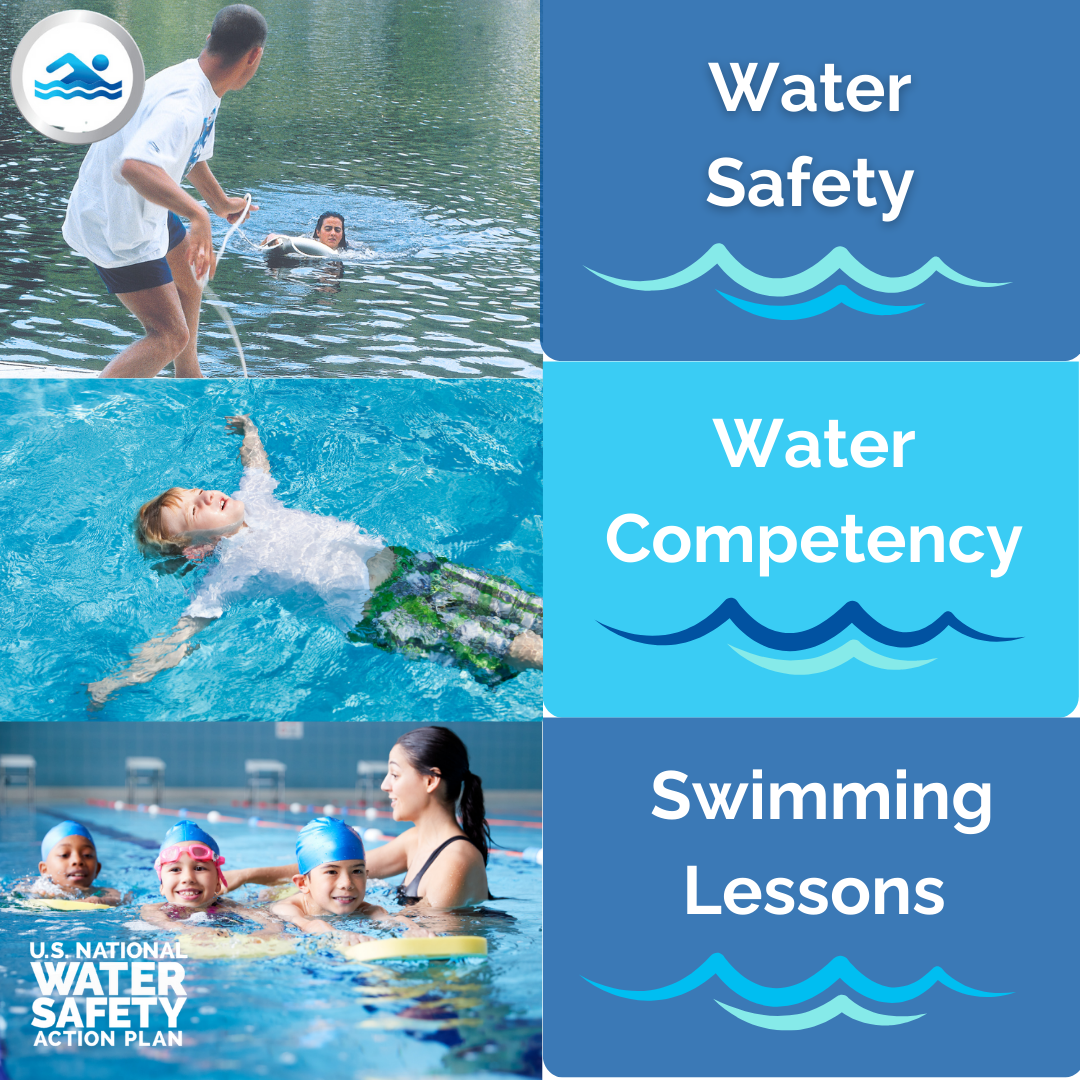 Water
Safety
Water
Competency
Swimming
Lessons
U.S. NATIONAL
WATER
SAFETY
ACTION PLAN